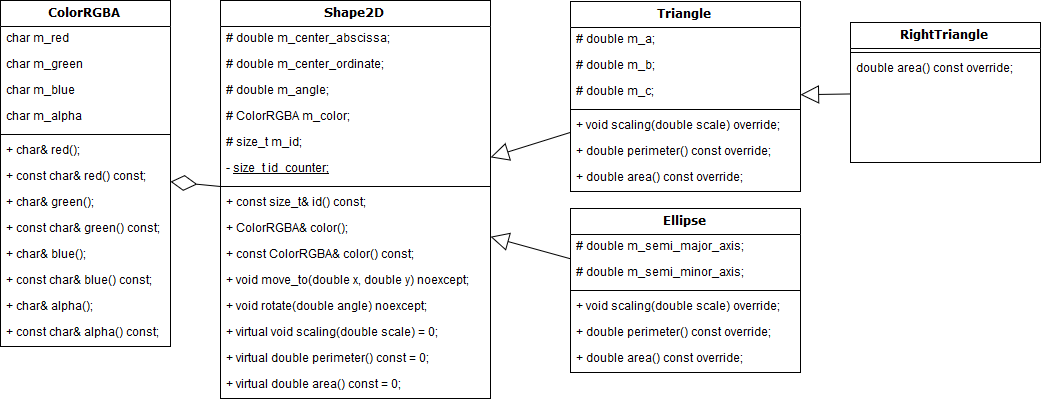 ColorRGBA
char m_red
char m_green
char m_blue
char m_alpha
+ char& red();
+ const char& red() const;
+ char& green();
+ const char& green() const;
+ char& blue();
+ const char& blue() const;
+ char& alpha();
+ const char& alpha() const;
Shape2D
# double m_center_abscissa;
# double m_center_ordinate;
# double m_angle;
# ColorRGBA m_color;
# size_t m_id;
- size_t id_counter;
+ const size_t& id() const;
+ ColorRGBA& color();
+ const ColorRGBA& color() const;
+ void move_to(double x, double y) noexcept;
+ void rotate(double angle) noexcept;
+ virtual void scaling(double scale) = 0;
+ virtual double perimeter() const = 0;
+ virtual double area() const = 0;
Triangle
# double m_a;
# double m_b;
# double m_c;
+ void scaling(double scale) override;
+ double perimeter() const override;
+ double area() const override;
Ellipse
# double m_semi_major_axis;
# double m_semi_minor_axis;
+ void scaling(double scale) override;
+ double perimeter() const override;
+ double area() const override;
RightTriangle
double area() const override;